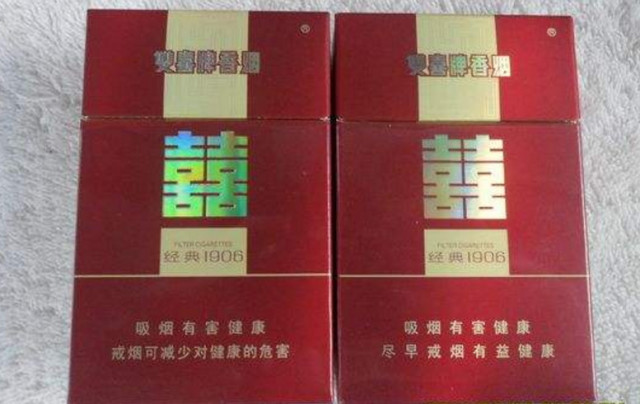 雙喜牌香烟
®
囍
FILTER CIGARETTES
经典1906
吸烟有害健康
戒烟可减少对健康的危害
雙喜牌香烟
®
囍
FILTER CIGARETTES
经典1906
吸烟有害健康
尽早戒烟有益健康